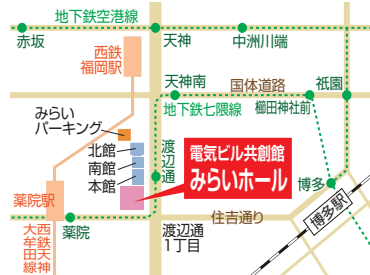 地下鉄空港線
赤坂
天神
中洲川端
西鉄
福岡駅
天神南
国体道路
祇園
みらい
パーキング
地下鉄七隈線
櫛田神社前
北館
南館
本館
渡辺通
電気ビル共創館
みらいホール
博多
薬院駅
薬院
西鉄天神
大牟田線
渡辺通
1丁目
住吉通り
博多駅